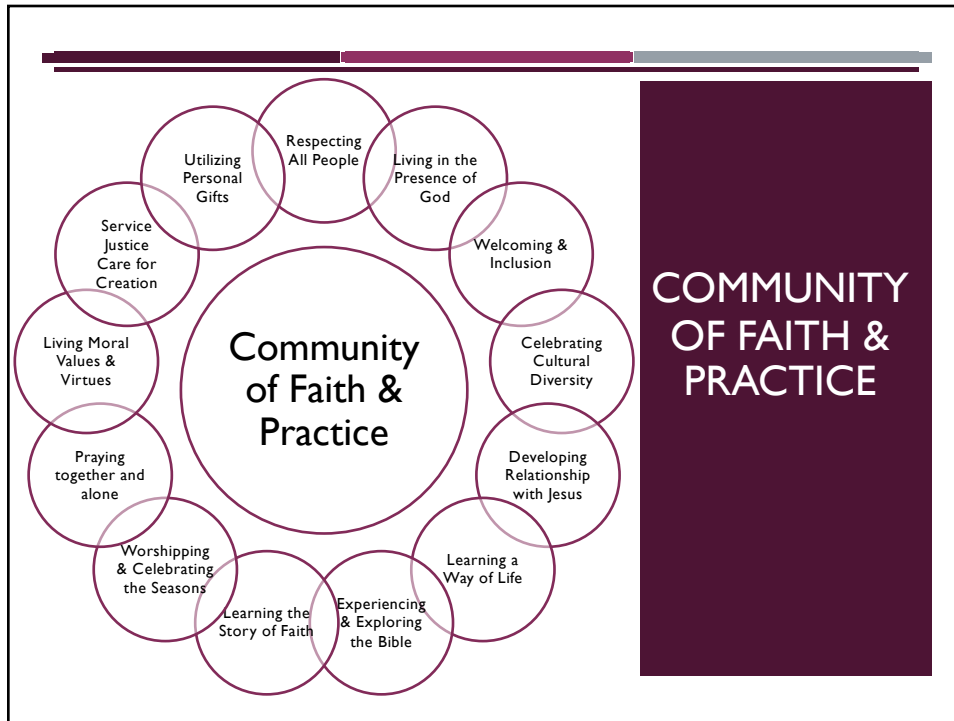 Respecting
All People
Living in the
Presence of
God
Welcoming &
Inclusion
Celebrating
Cultural
Diversity
Developing
Relationship
with Jesus
Learning a
Way of Life
Experiencing
& Exploring
the Bible
Learning the
Story of Faith
Worshipping
& Celebrating
the Seasons
Praying
together and
alone
Living Moral
Values &
Virtues
Service
Justice
Care for
Creation
Utilizing
Personal
Gifts
Community
of Faith &
Practice
COMMUNITY
OF FAITH &
PRACTICE